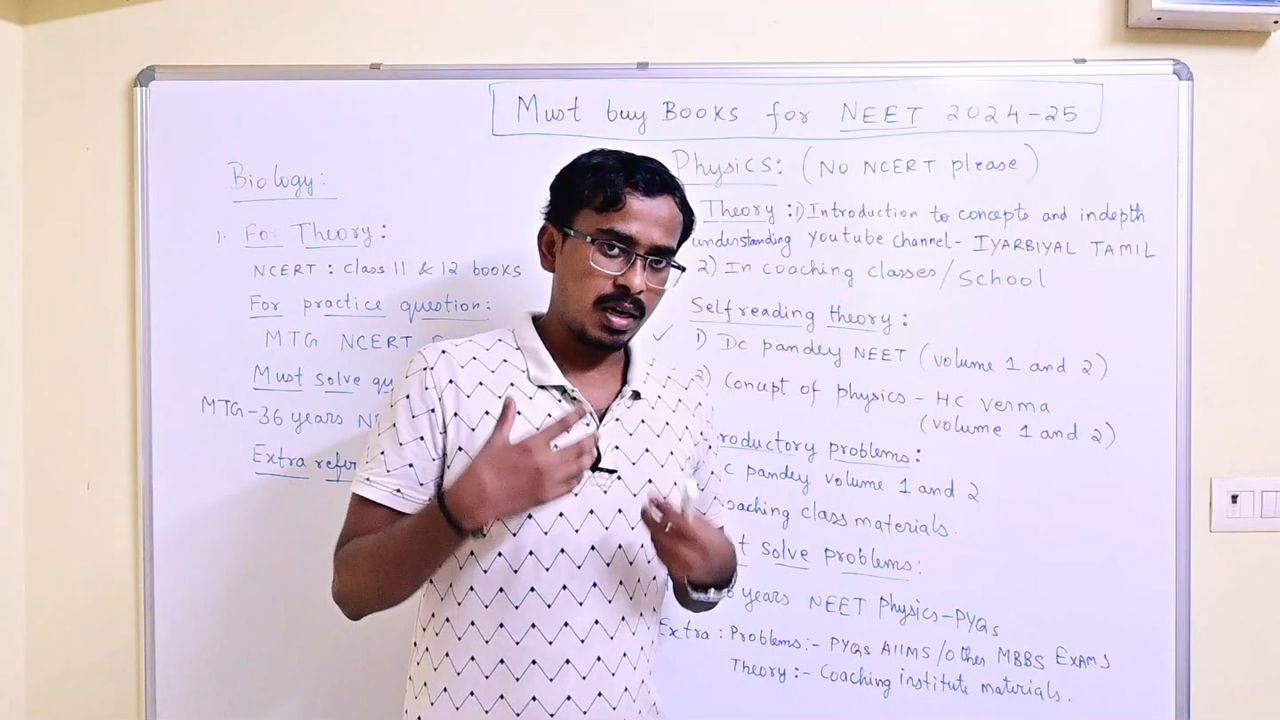 Must buy BOOKS for NEET 2024-25
Biology:
1. For Theory:
NCERT: class 11 & 12 books
For practice question:
MTG NCERT
Must solve
MTG-36 years
Extra
Physics: (NO NCERT please)
Theory: 1) Introduction to concepts and indepth
understanding youtube channel- IYARBIYAL TAMIL
2) In coaching classes/School
Self reading theory:
✓ 1) Dc pandey NEET (volume 1 and 2)
2) Concept of physics - HC verma
(volume 1 and 2)
problems:
pandey volume 1 and 2
class materials.
solve problems:
years NEET Physics-PYQs
Extra: Problems:- PYQs AIIMS/other MBBS EXAMS
Theory:- Coaching institute materials.